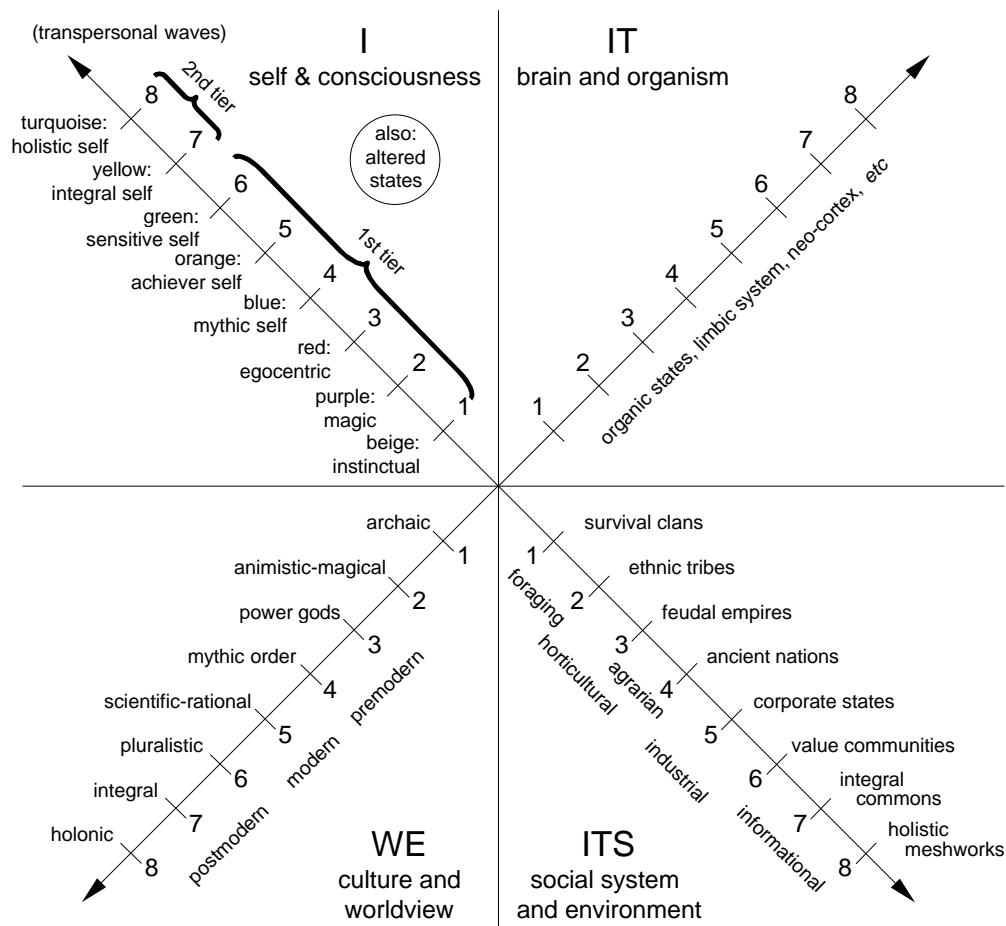 (transpersonal waves)
I
self & consciousness
also:
altered
states
2nd tier
1st tier
8
turquoise:
holistic self
7
yellow:
integral self
6
green:
sensitive self
5
orange:
achiever self
4
blue:
mythic self
3
red:
egocentric
2
purple:
magic
1
beige:
instinctual
IT
brain and organism
8
7
6
5
4
3
2
1
organic states, limbic system, neo-cortex, etc
archaic
1
animistic-magical
2
power gods
3
mythic order
4
scientific-rational
5
pluralistic
6
integral
7
holonic
8
premodern
modern
postmodern
WE
culture and
worldview
survival clans
1
ethnic tribes
2
feudal empires
3
ancient nations
4
corporate states
5
value communities
6
integral
commons
7
holistic
meshworks
8
foraging
horticultural
agrarian
industrial
informational
ITS
social system
and environment